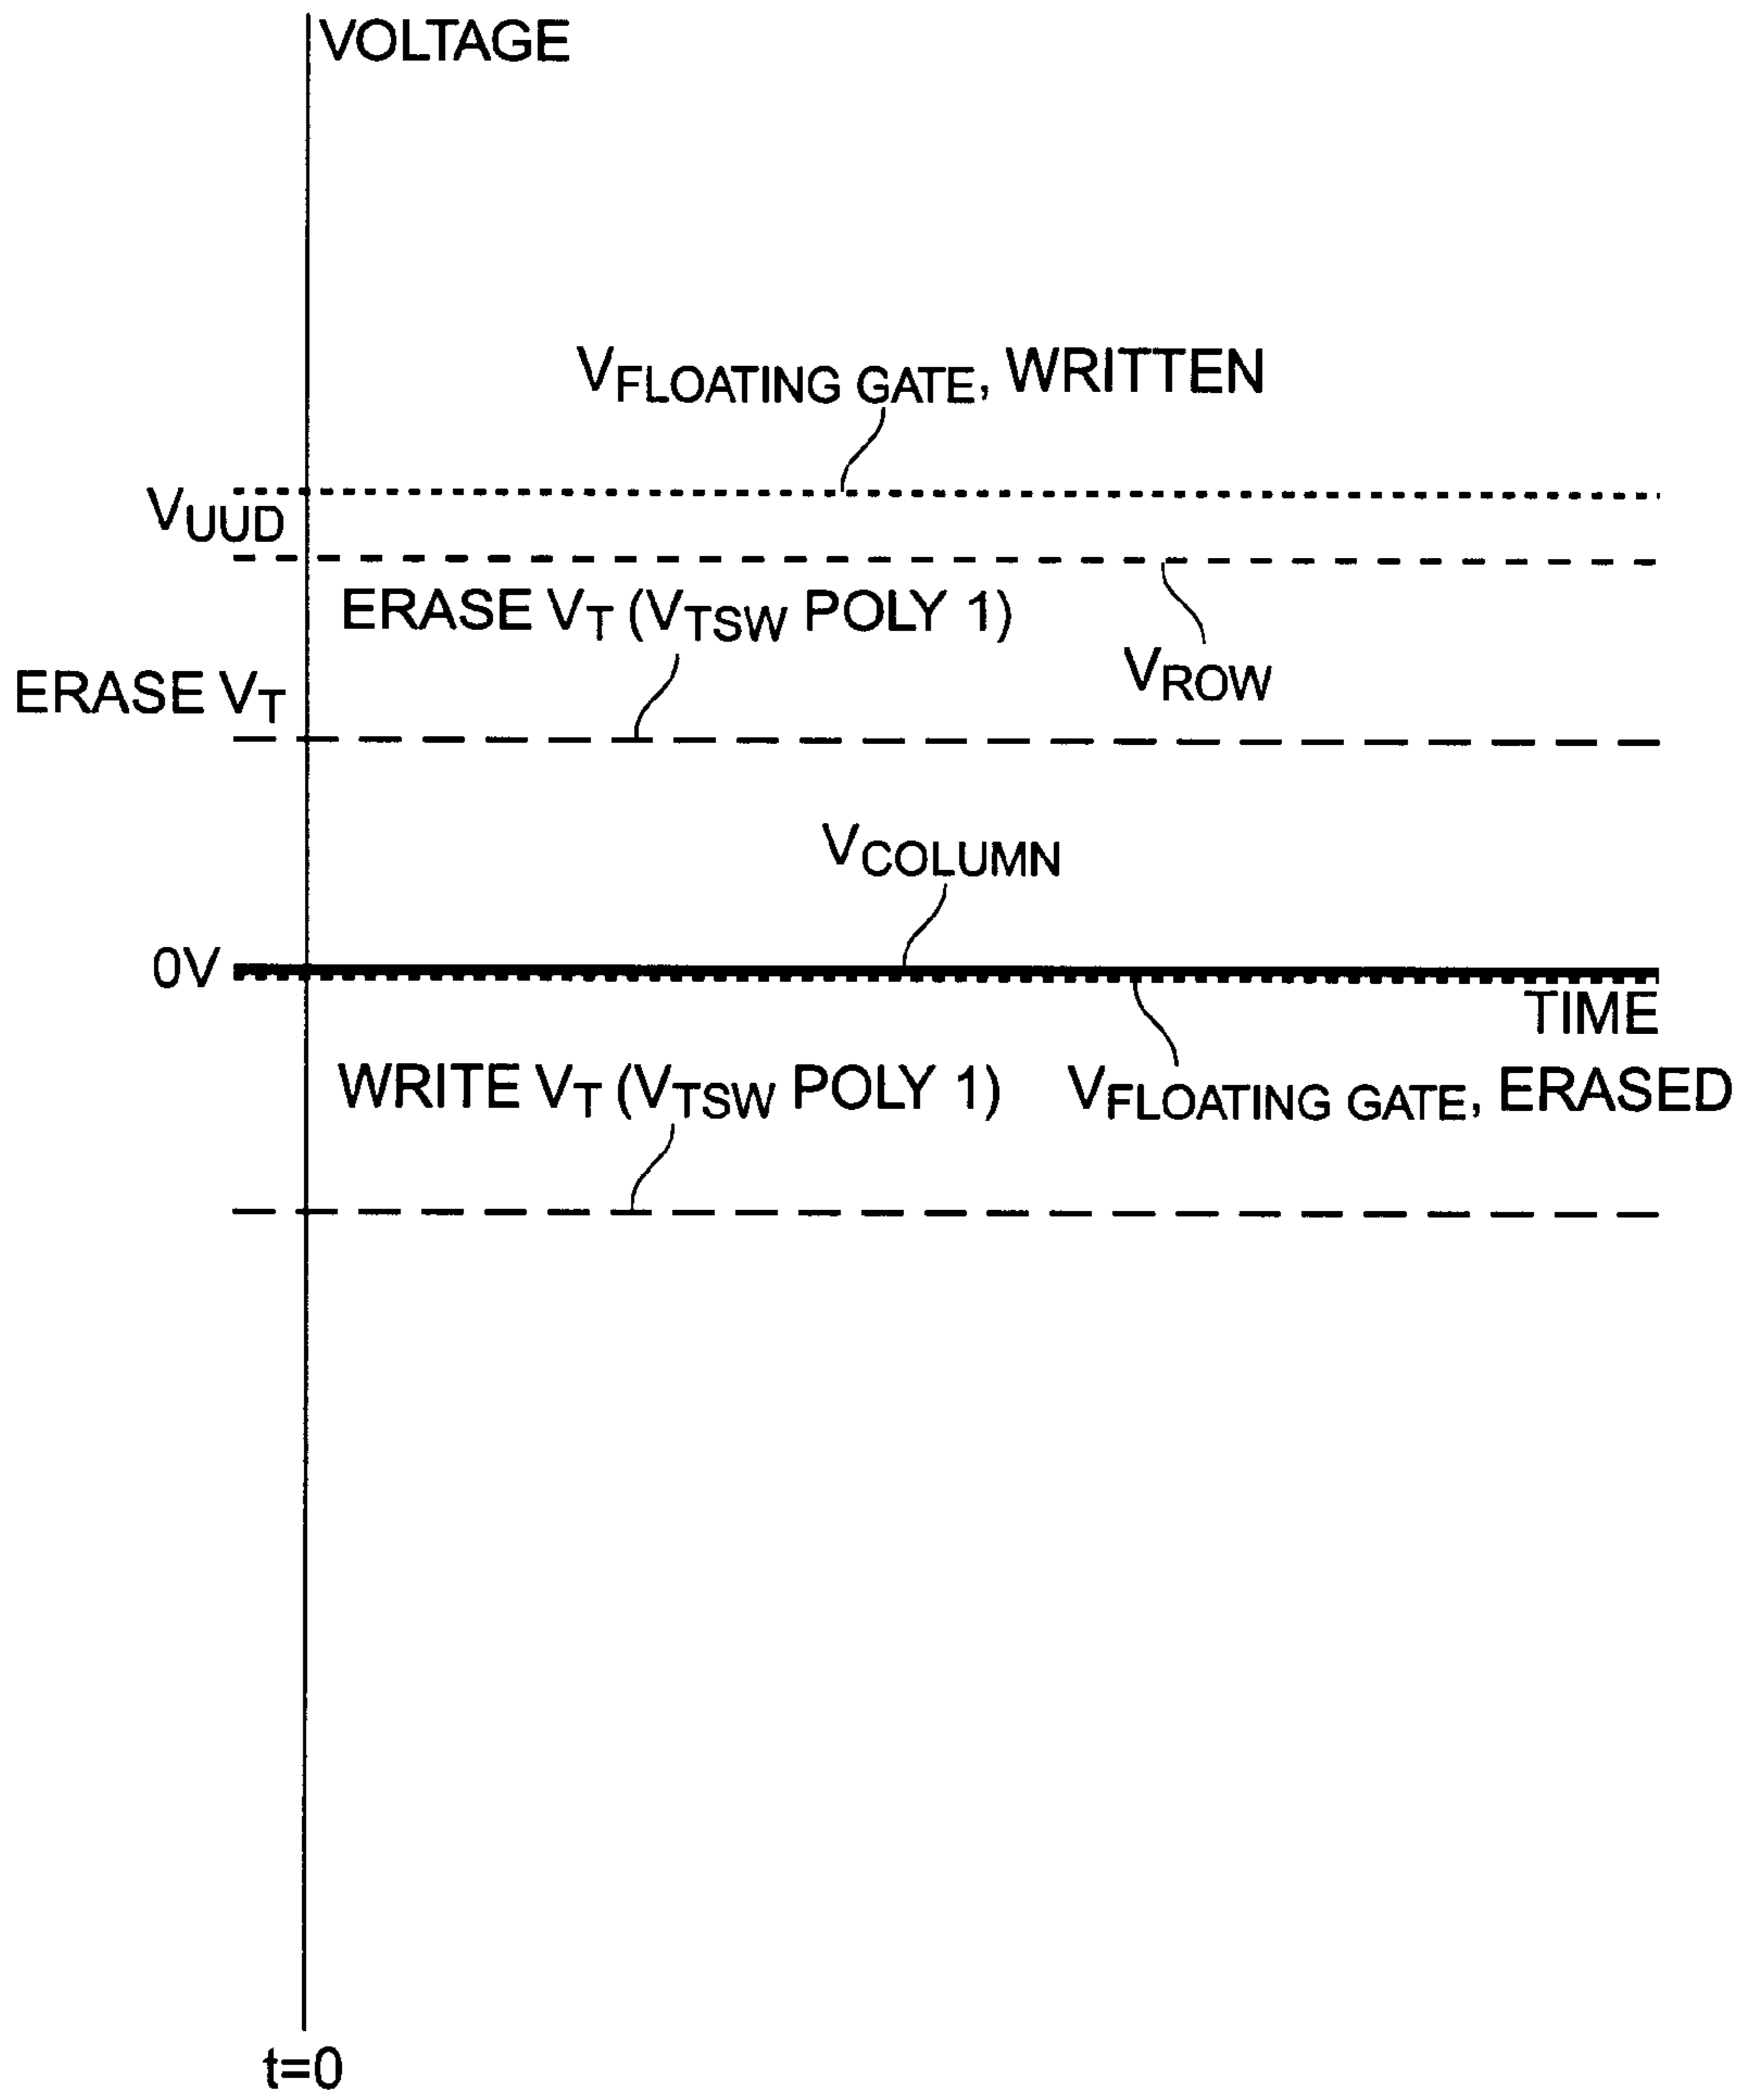 VOLTAGE
VFLOATING GATE, WRITTEN
VUUD
ERASE VT (VTSW POLY 1)
VROW
ERASE VT
VCOLUMN
0V
TIME
WRITE VT (VTSW POLY 1)
VFLOATING GATE, ERASED
t=0